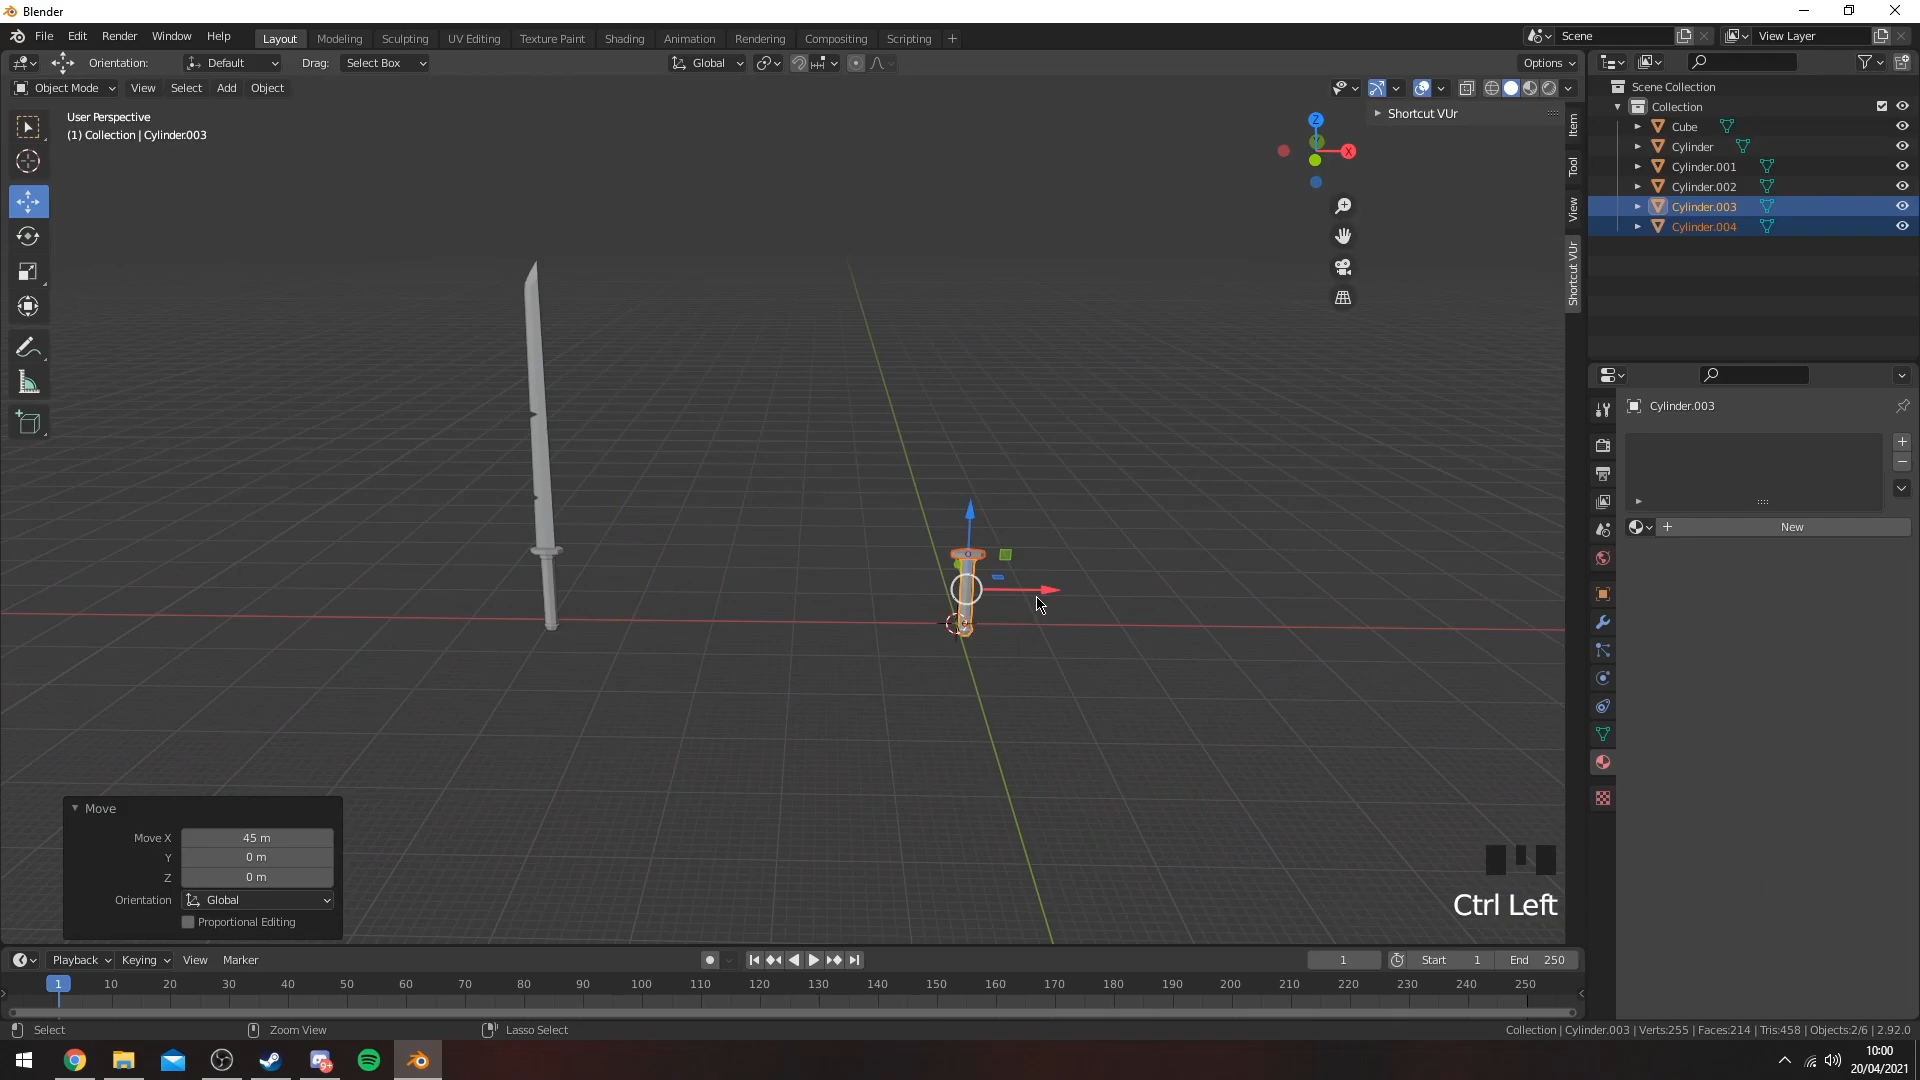 Blender
File Edit Render Window Help Layout Modeling Sculpting UV Editing Texture Paint Shading Animation Rendering Compositing Scripting + Scene View Layer
Orientation: Default Drag: Select Box Global Options
Object Mode View Select Add Object
User Perspective
(1) Collection | Cylinder.003
Shortcut VUr
Z
X
Item
Tool
View
Shortcut VUr
Scene Collection
Collection
Cube
Cylinder
Cylinder.001
Cylinder.002
Cylinder.003
Cylinder.004
Cylinder.003
New
Move
Move X 45 m
Y 0 m
Z 0 m
Orientation Global
Proportional Editing
Ctrl Left
Playback Keying View Marker 1 Start 1 End 250
1 10 20 30 40 50 60 70 80 90 100 110 120 130 140 150 160 170 180 190 200 210 220 230 240 250
Select Zoom View Lasso Select Collection | Cylinder.003 | Verts:255 | Faces:214 | Tris:458 | Objects:2/6 | 2.92.0
9+
10:00
20/04/2021